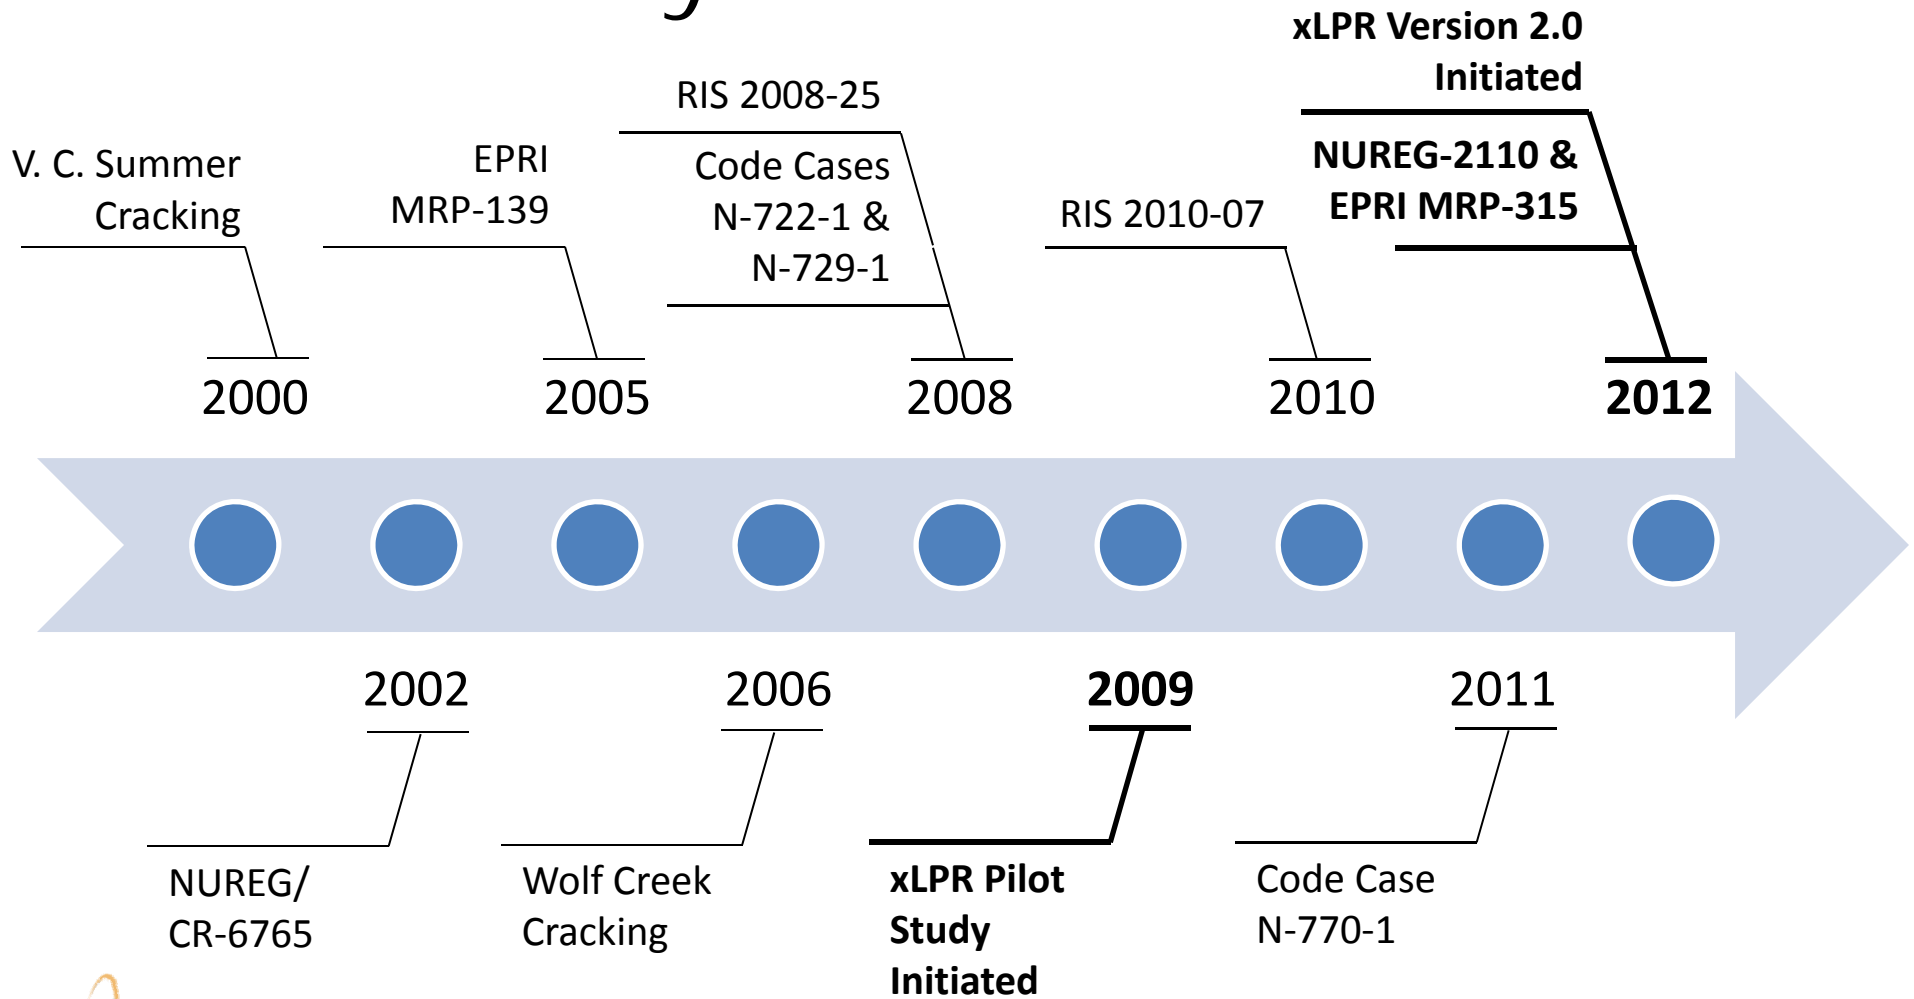 V. C. Summer
Cracking
2000
EPRI
MRP-139
2005
RIS 2008-25
Code Cases
N-722-1 &
N-729-1
2008
RIS 2010-07
2010
xLPR Version 2.0
Initiated
NUREG-2110 &
EPRI MRP-315
2012
2002
NUREG/
CR-6765
2006
Wolf Creek
Cracking
2009
xLPR Pilot
Study
Initiated
2011
Code Case
N-770-1